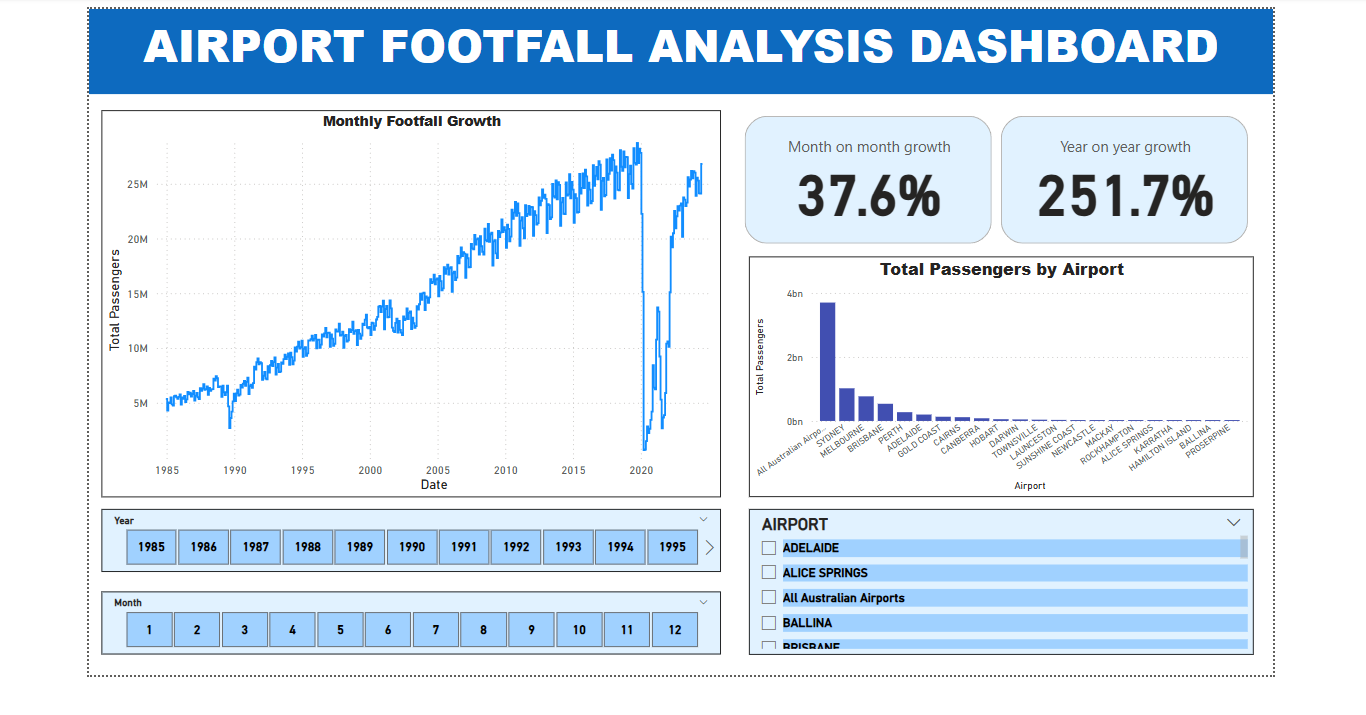 AIRPORT FOOTFALL ANALYSIS DASHBOARD
Monthly Footfall Growth
Total Passengers
25M
20M
15M
10M
5M
1985 1990 1995 2000 2005 2010 2015 2020
Date
Month on month growth
37.6%
Year on year growth
251.7%
Total Passengers by Airport
Total Passengers
4bn
2bn
0bn
All Australian Airpo...
SYDNEY
MELBOURNE
BRISBANE
PERTH
ADELAIDE
GOLD COAST
CAIRNS
CANBERRA
HOBART
DARWIN
TOWNSVILLE
LAUNCESTON
SUNSHINE COAST
NEWCASTLE
MACKAY
ROCKHAMPTON
ALICE SPRINGS
KARRATHA
HAMILTON ISLAND
BALLINA
PROSERPINE
Airport
Year
1985 1986 1987 1988 1989 1990 1991 1992 1993 1994 1995
Month
1 2 3 4 5 6 7 8 9 10 11 12
AIRPORT
ADELAIDE
ALICE SPRINGS
All Australian Airports
BALLINA
BRISBANE